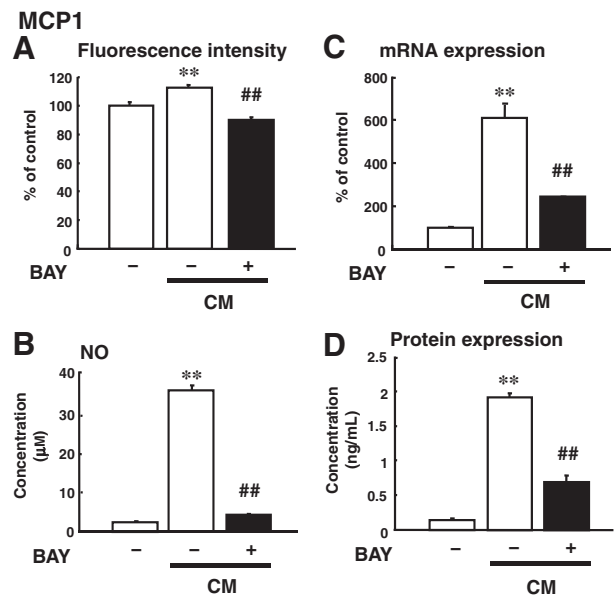 MCP1
A Fluorescence intensity
% of control
120
100
80
60
40
20
0
**
##
BAY − − +
CM
C mRNA expression
% of control
800
600
400
200
0
**
##
BAY − − +
CM
B NO
Concentration
(μM)
40
30
20
10
0
**
##
BAY − − +
CM
D Protein expression
Concentration
(ng/mL)
2.5
2
1.5
1
0.5
0
**
##
BAY − − +
CM